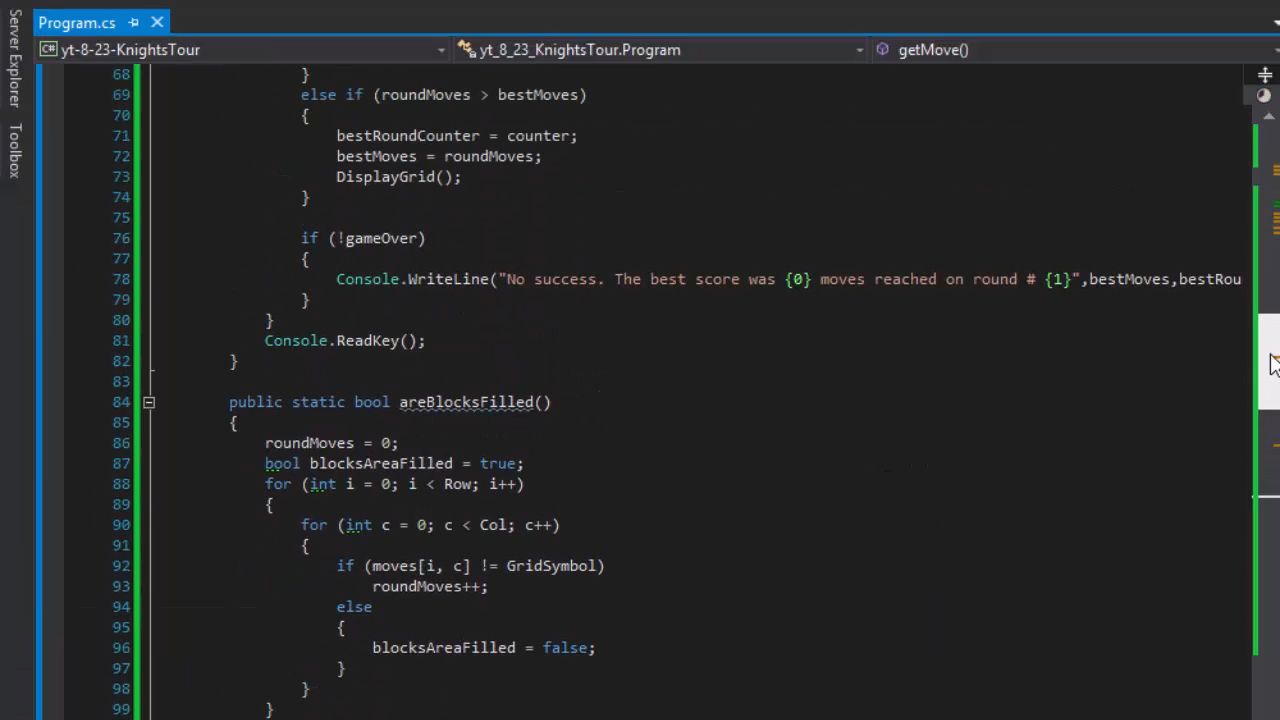 Server Explorer
Toolbox
Program.cs
C# yt-8-23-KnightsTour
yt_8_23_KnightsTour.Program
getMove()
68 }
69 else if (roundMoves > bestMoves)
70 {
71 bestRoundCounter = counter;
72 bestMoves = roundMoves;
73 DisplayGrid();
74 }
75
76 if (!gameOver)
77 {
78 Console.WriteLine("No success. The best score was {0} moves reached on round # {1}",bestMoves,bestRou
79 }
80 }
81 Console.ReadKey();
82 }
83
84 public static bool areBlocksFilled()
85 {
86 roundMoves = 0;
87 bool blocksAreaFilled = true;
88 for (int i = 0; i < Row; i++)
89 {
90 for (int c = 0; c < Col; c++)
91 {
92 if (moves[i, c] != GridSymbol)
93 roundMoves++;
94 else
95 {
96 blocksAreaFilled = false;
97 }
98 }
99 }